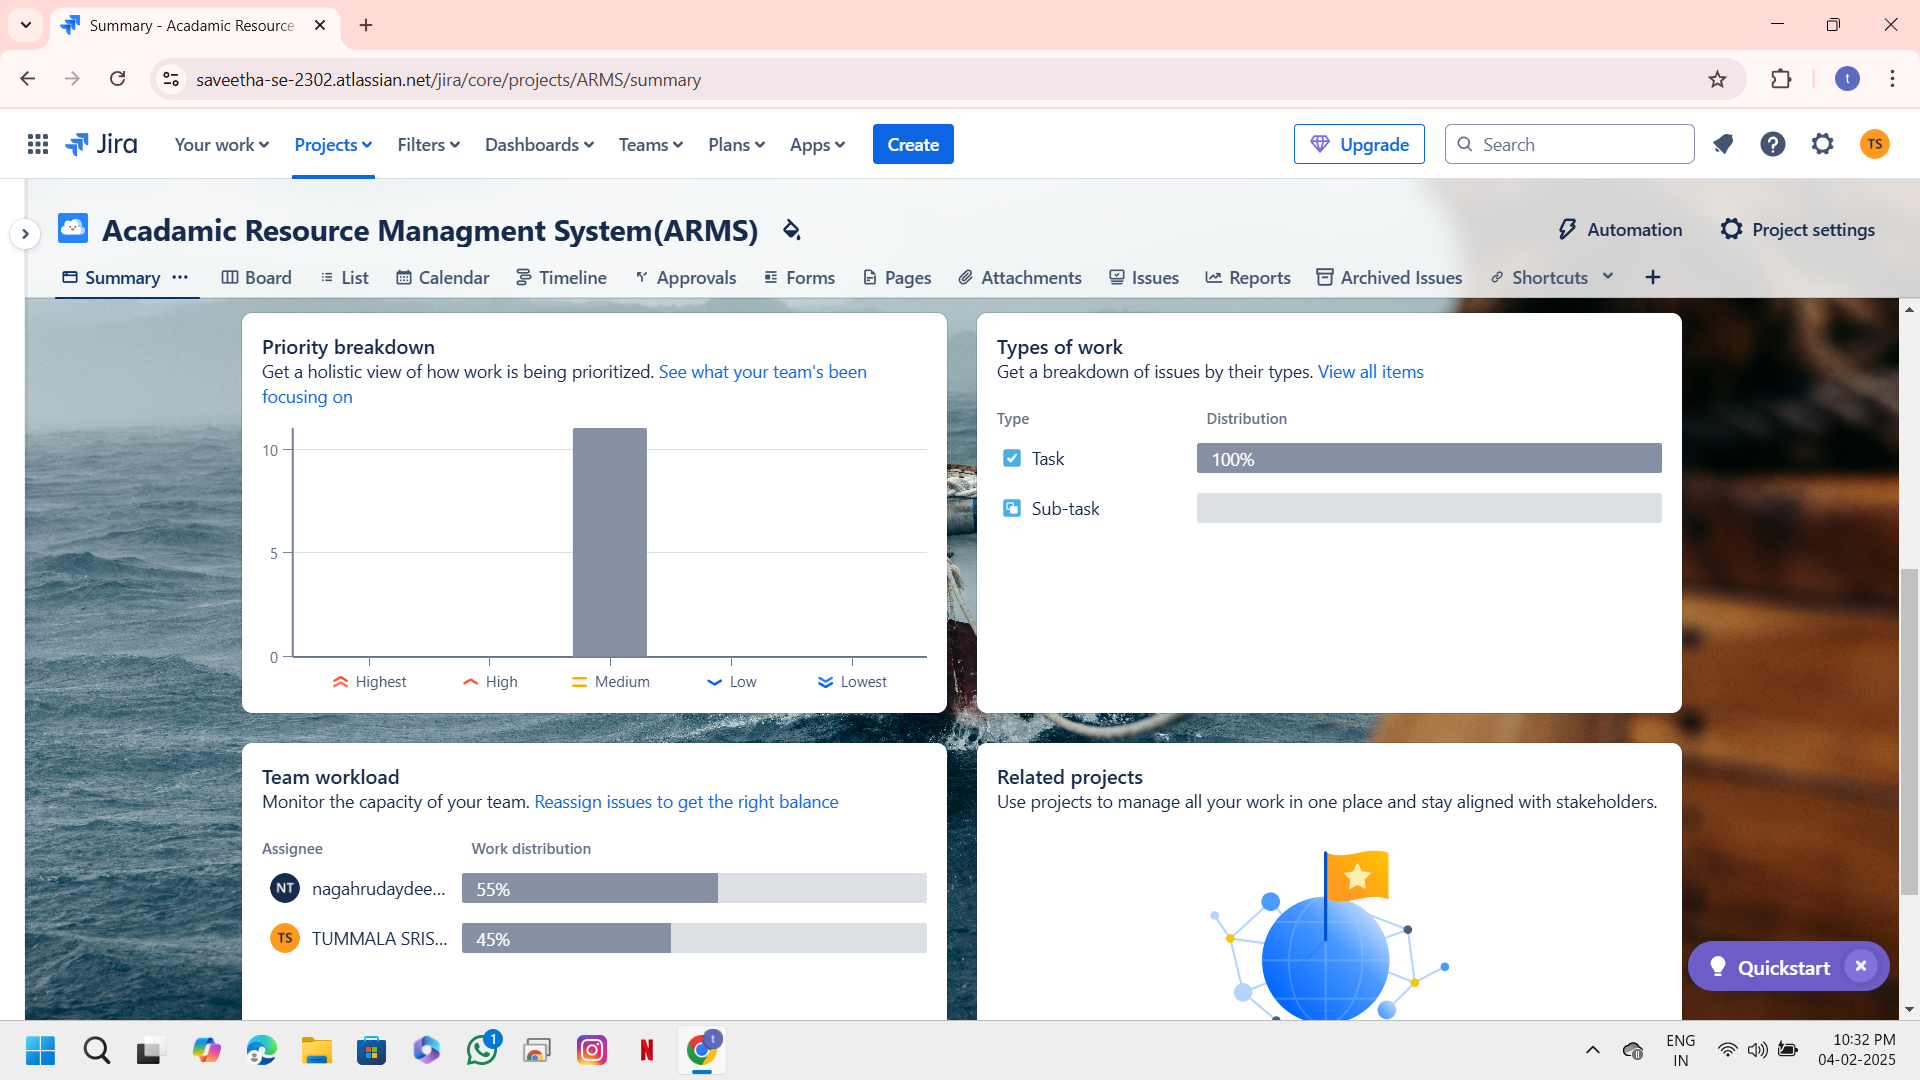 Summary - Acadamic Resource
saveetha-se-2302.atlassian.net/jira/core/projects/ARMS/summary
t
Jira
Your work
Projects
Filters
Dashboards
Teams
Plans
Apps
Create
Upgrade
Search
TS
Acadamic Resource Managment System(ARMS)
Automation
Project settings
Summary
Board
List
Calendar
Timeline
Approvals
Forms
Pages
Attachments
Issues
Reports
Archived Issues
Shortcuts
Priority breakdown
Get a holistic view of how work is being prioritized. See what your team's been
focusing on
10
5
0
Highest
High
Medium
Low
Lowest
Types of work
Get a breakdown of issues by their types. View all items
Type Distribution
Task 100%
Sub-task
Team workload
Monitor the capacity of your team. Reassign issues to get the right balance
Assignee Work distribution
NT nagahrudaydee... 55%
TS TUMMALA SRIS... 45%
Related projects
Use projects to manage all your work in one place and stay aligned with stakeholders.
Quickstart
1
N
t
ENG
IN
10:32 PM
04-02-2025